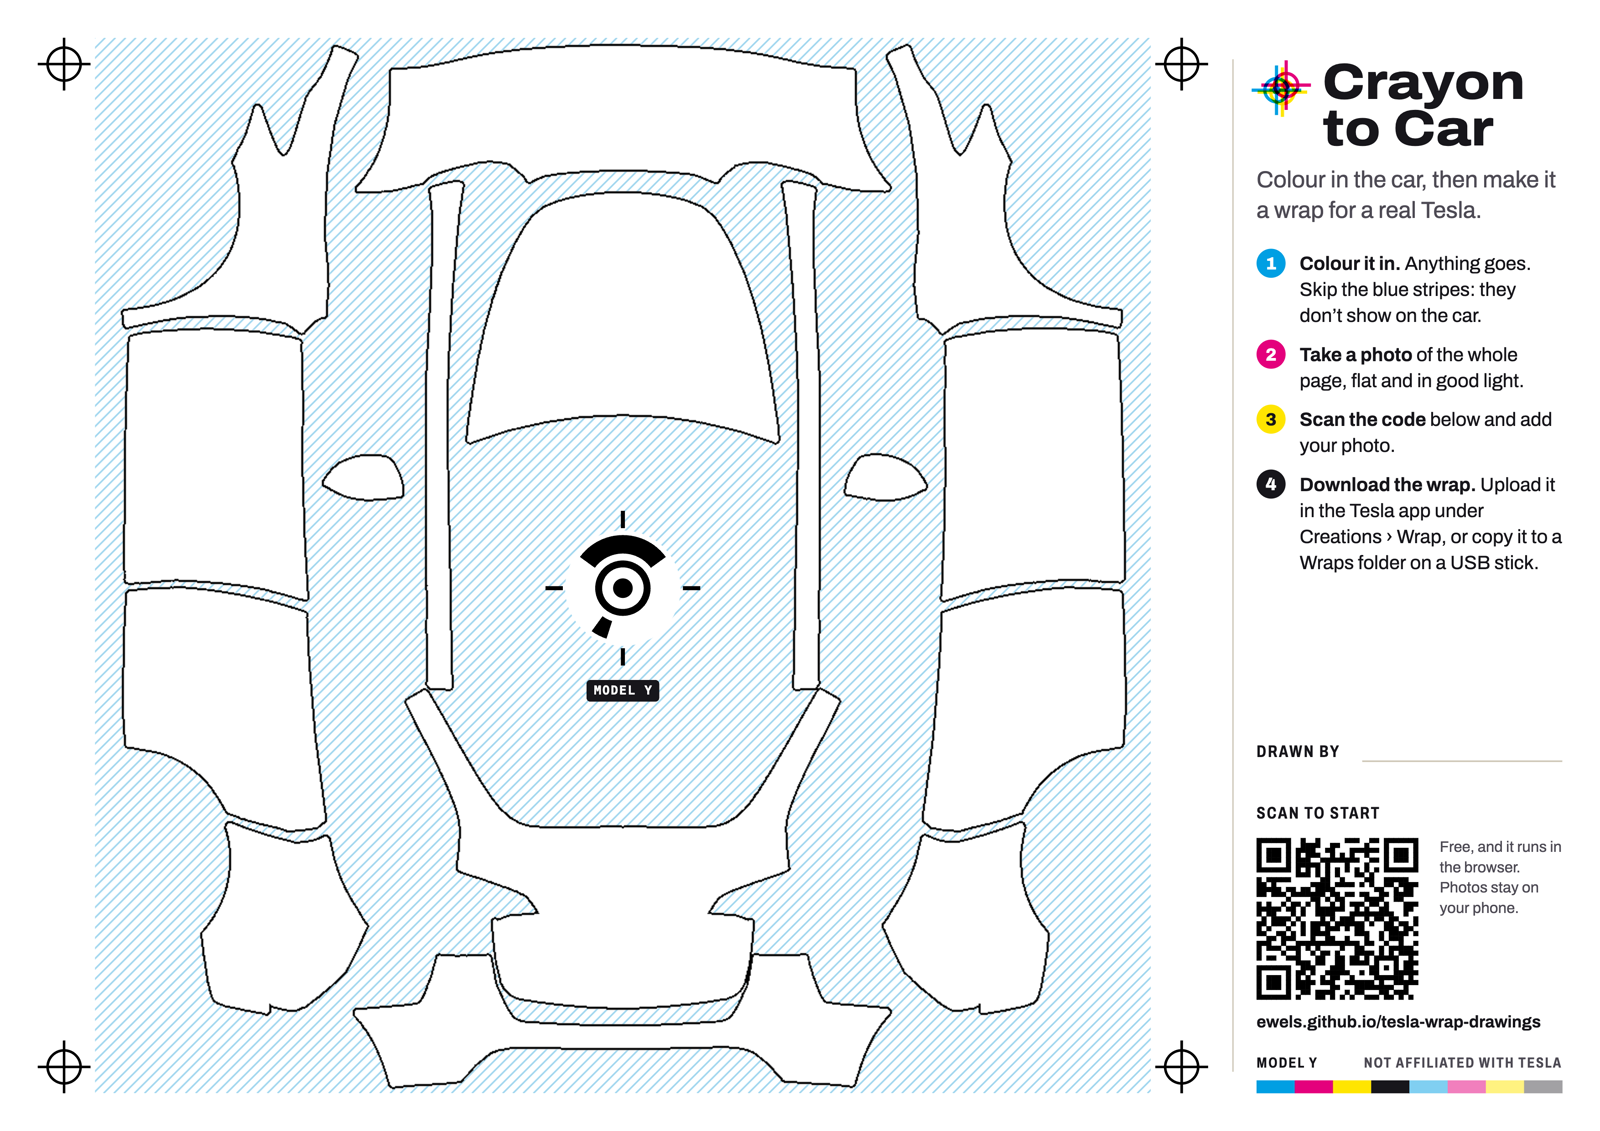 Crayon
to Car
Colour in the car, then make it
a wrap for a real Tesla.
1 Colour it in. Anything goes.
Skip the blue stripes: they
don’t show on the car.
2 Take a photo of the whole
page, flat and in good light.
3 Scan the code below and add
your photo.
4 Download the wrap. Upload it
in the Tesla app under
Creations › Wrap, or copy it to a
Wraps folder on a USB stick.
MODEL Y
DRAWN BY
SCAN TO START
Free, and it runs in
the browser.
Photos stay on
your phone.
ewels.github.io/tesla-wrap-drawings
MODEL Y NOT AFFILIATED WITH TESLA